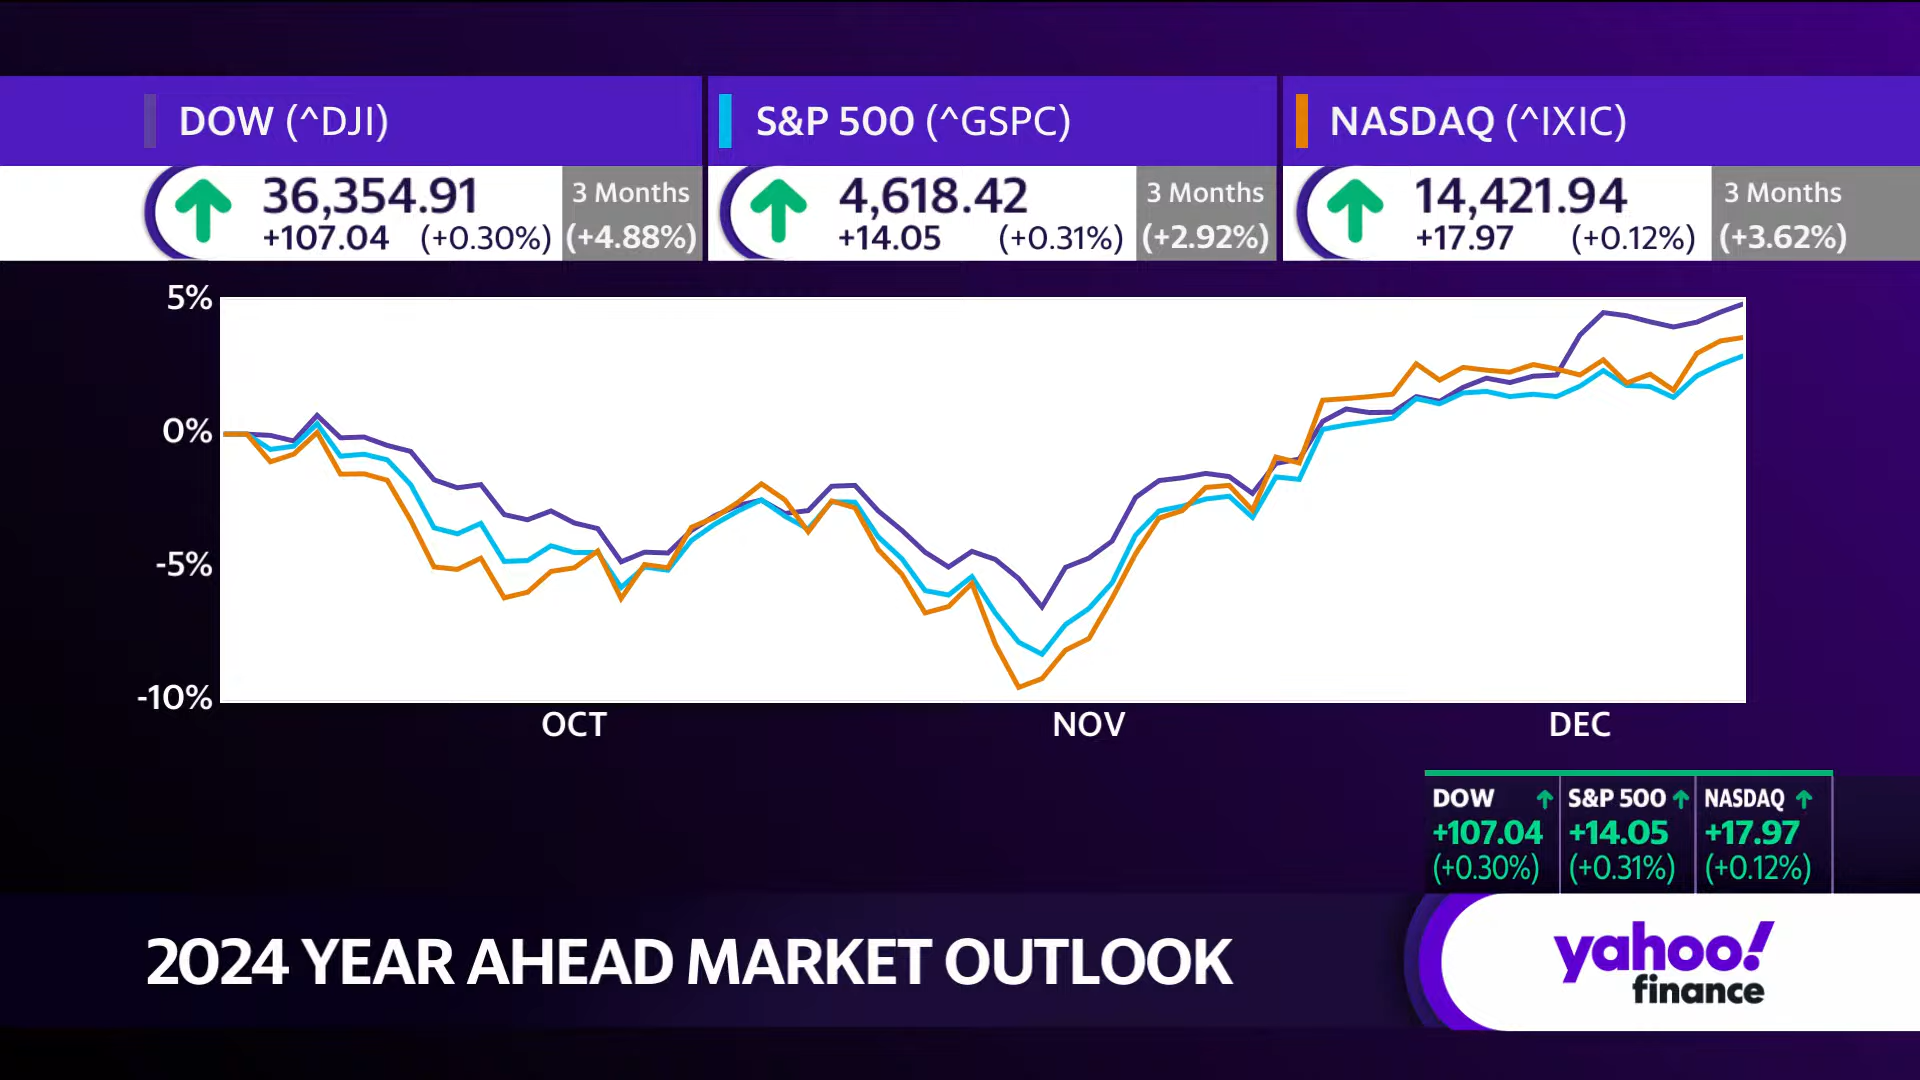 DOW (^DJI)
36,354.91
+107.04 (+0.30%)
3 Months
(+4.88%)
S&P 500 (^GSPC)
4,618.42
+14.05 (+0.31%)
3 Months
(+2.92%)
NASDAQ (^IXIC)
14,421.94
+17.97 (+0.12%)
3 Months
(+3.62%)
5%
0%
-5%
-10%
OCT NOV DEC
DOW
+107.04
(+0.30%)
S&P 500
+14.05
(+0.31%)
NASDAQ
+17.97
(+0.12%)
2024 YEAR AHEAD MARKET OUTLOOK
yahoo!
finance